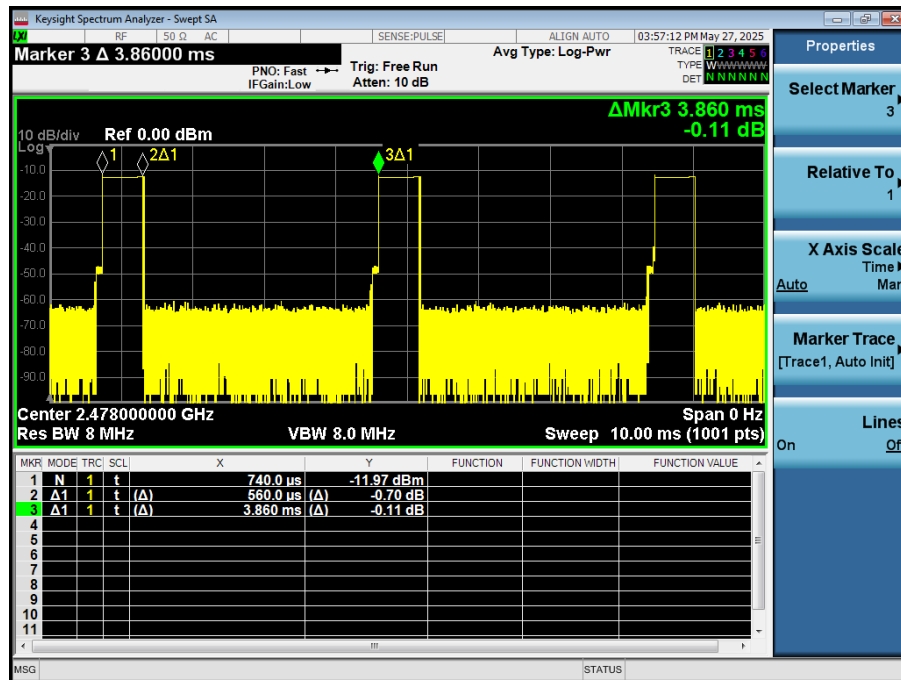 Keysight Spectrum Analyzer - Swept SA
LXI RF 50 Ω AC SENSE:PULSE ALIGN AUTO 03:57:12 PM May 27, 2025
Marker 3 Δ 3.86000 ms
PNO: Fast
IFGain:Low
Trig: Free Run
Atten: 10 dB
Avg Type: Log-Pwr
TRACE 1 2 3 4 5 6
TYPE WWWWWW
DET N N N N N N
ΔMkr3 3.860 ms
-0.11 dB
10 dB/div Ref 0.00 dBm
Log
1 2Δ1 3Δ1
-10.0
-20.0
-30.0
-40.0
-50.0
-60.0
-70.0
-80.0
-90.0
Center 2.478000000 GHz Span 0 Hz
Res BW 8 MHz VBW 8.0 MHz Sweep 10.00 ms (1001 pts)
MKR MODE TRC SCL X Y FUNCTION FUNCTION WIDTH FUNCTION VALUE
1 N 1 t 740.0 µs -11.97 dBm
2 Δ1 1 t (Δ) 560.0 µs (Δ) -0.70 dB
3 Δ1 1 t (Δ) 3.860 ms (Δ) -0.11 dB
4
5
6
7
8
9
10
11
MSG STATUS
Properties
Select Marker
3
Relative To
1
X Axis Scale
Time
Auto Man
Marker Trace
[Trace1, Auto Init]
Lines
On Off